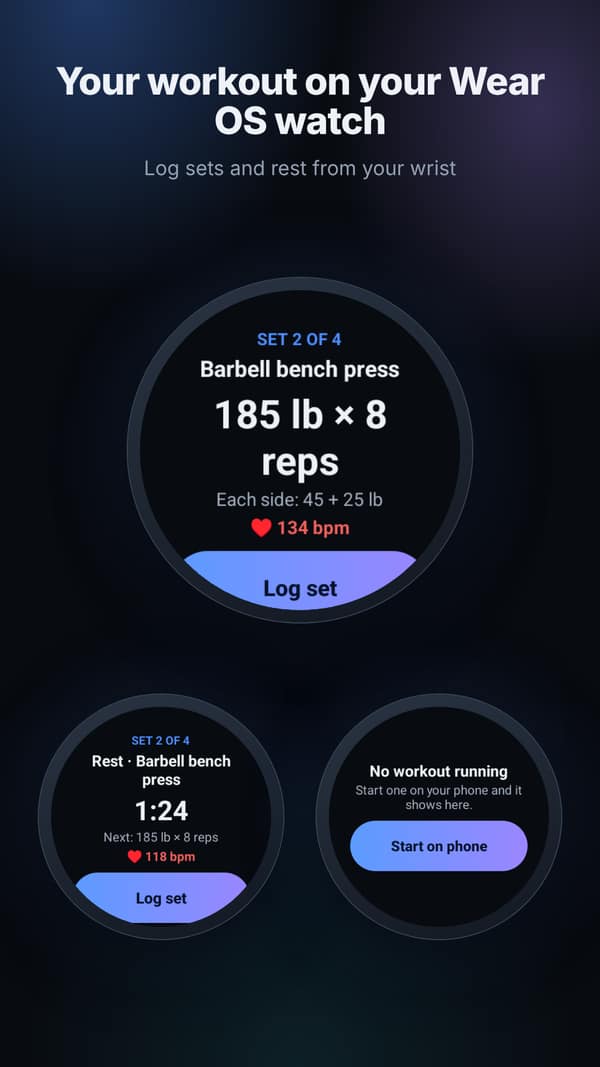 Your workout on your Wear
OS watch
Log sets and rest from your wrist
SET 2 OF 4
Barbell bench press
185 lb × 8
reps
Each side: 45 + 25 lb
❤️ 134 bpm
Log set
SET 2 OF 4
Rest · Barbell bench
press
1:24
Next: 185 lb × 8 reps
❤️ 118 bpm
Log set
No workout running
Start one on your phone and it
shows here.
Start on phone